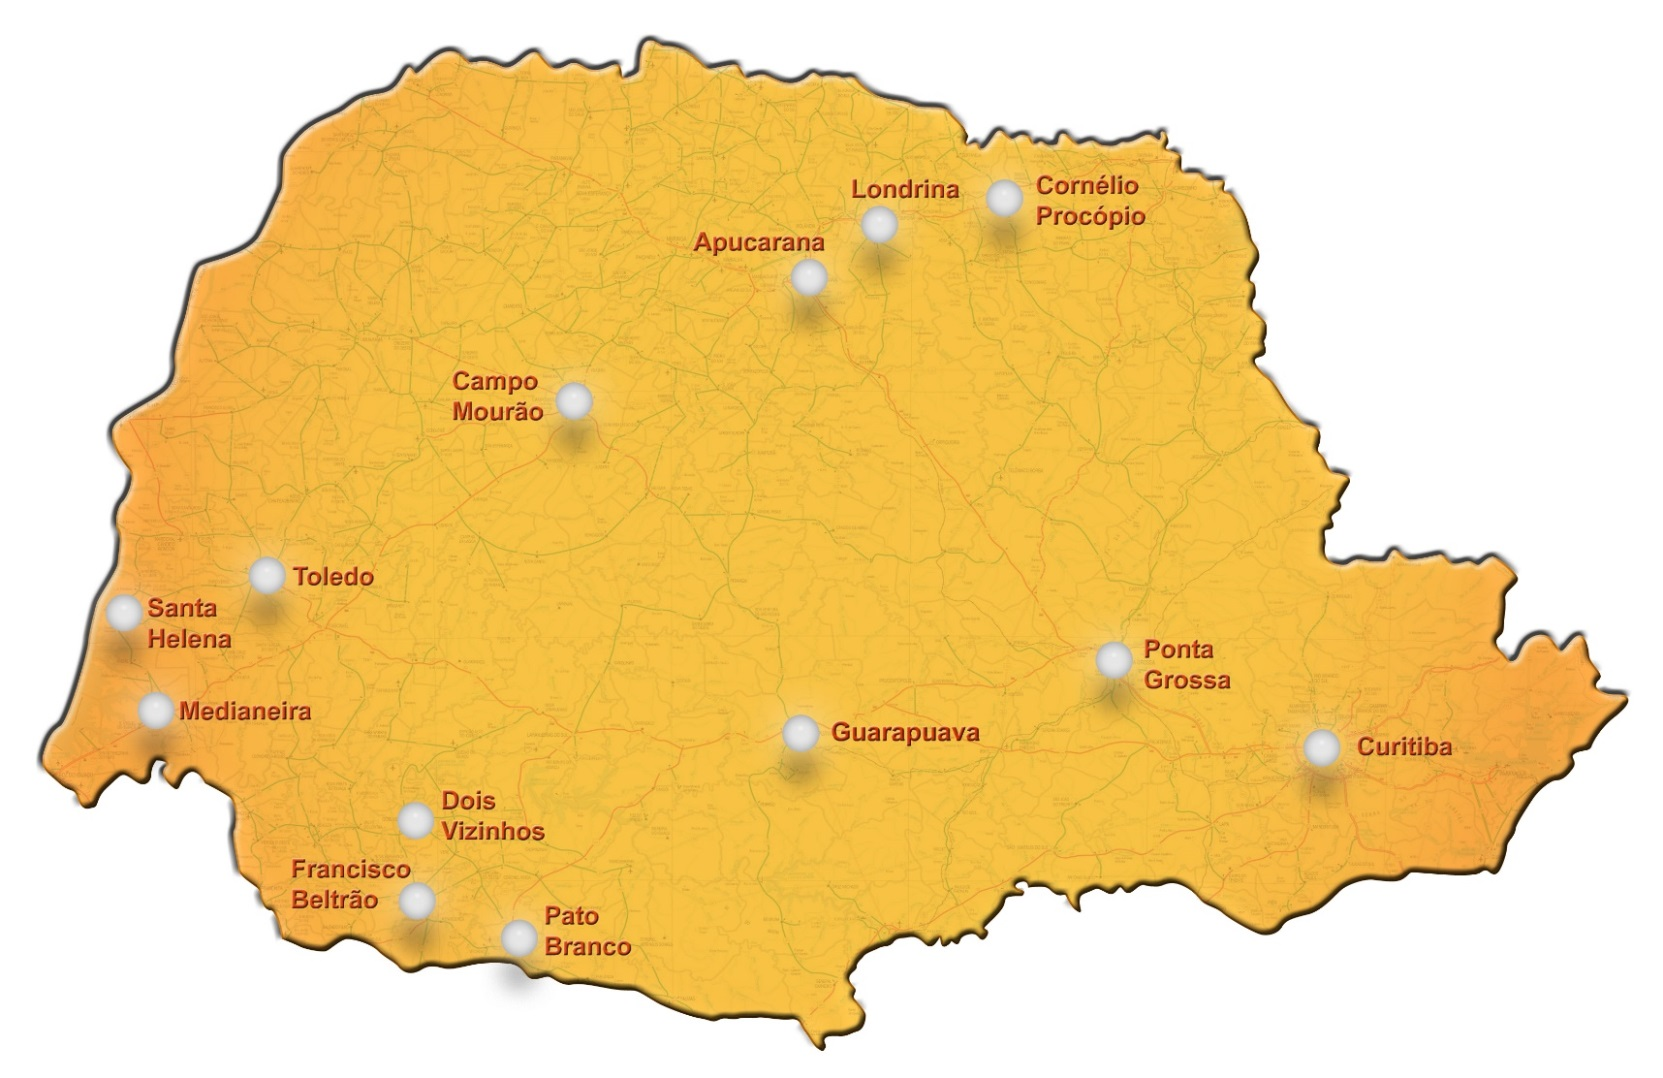 Londrina
Cornélio
Procópio
Apucarana
Campo
Mourão
Toledo
Santa
Helena
Ponta
Grossa
Medianeira
Guarapuava
Curitiba
Dois
Vizinhos
Francisco
Beltrão
Pato
Branco